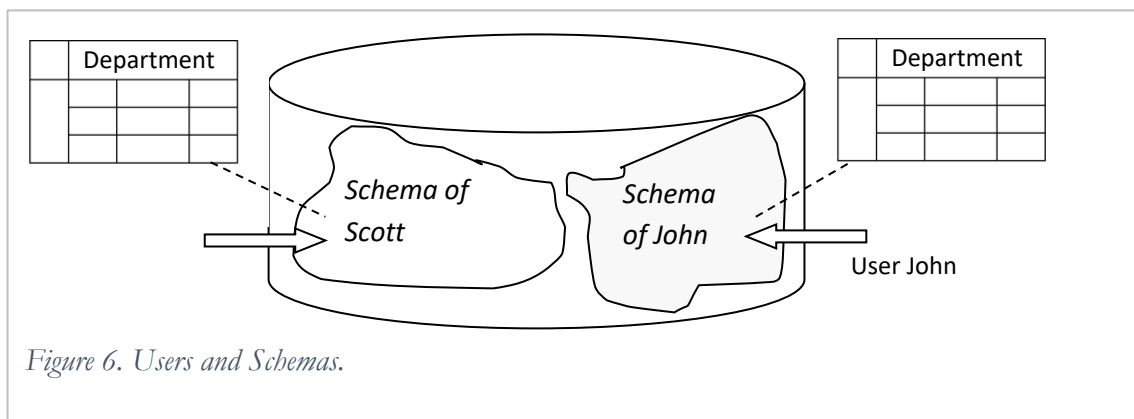 Department
Department
Schema of
Scott
Schema
of John
User John
Figure 6. Users and Schemas.